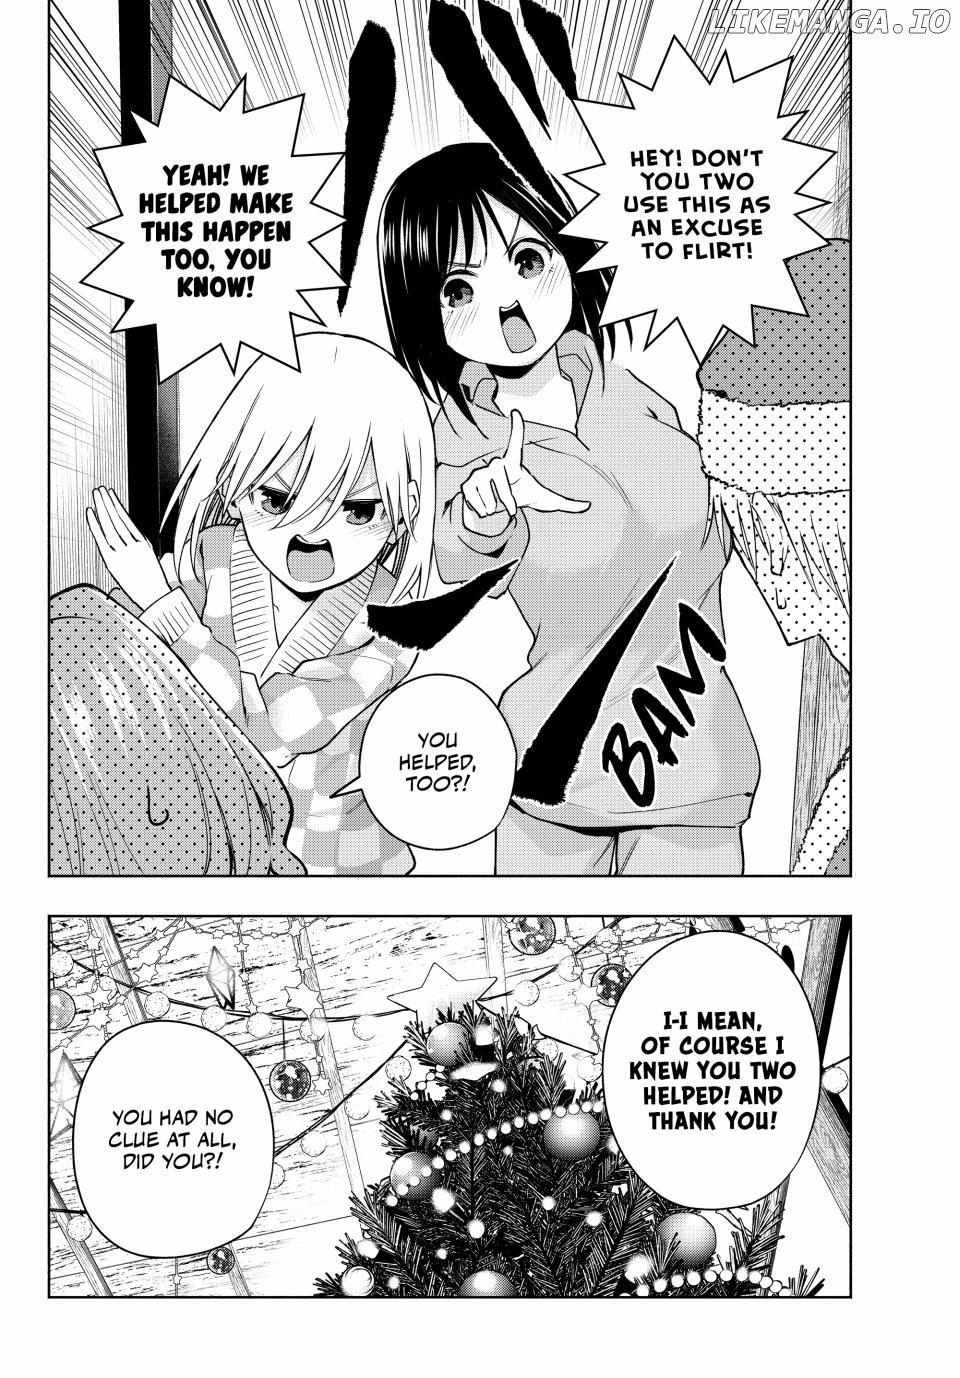 LIKEMANGA.IO
HEY! DON'T
YOU TWO
USE THIS AS
AN EXCUSE
TO FLIRT!
YEAH! WE
HELPED MAKE
THIS HAPPEN
TOO, YOU
KNOW!
YOU
HELPED,
TOO?!
BAM
I-I MEAN,
OF COURSE I
KNEW YOU TWO
HELPED! AND
THANK YOU!
YOU HAD NO
CLUE AT ALL,
DID YOU?!